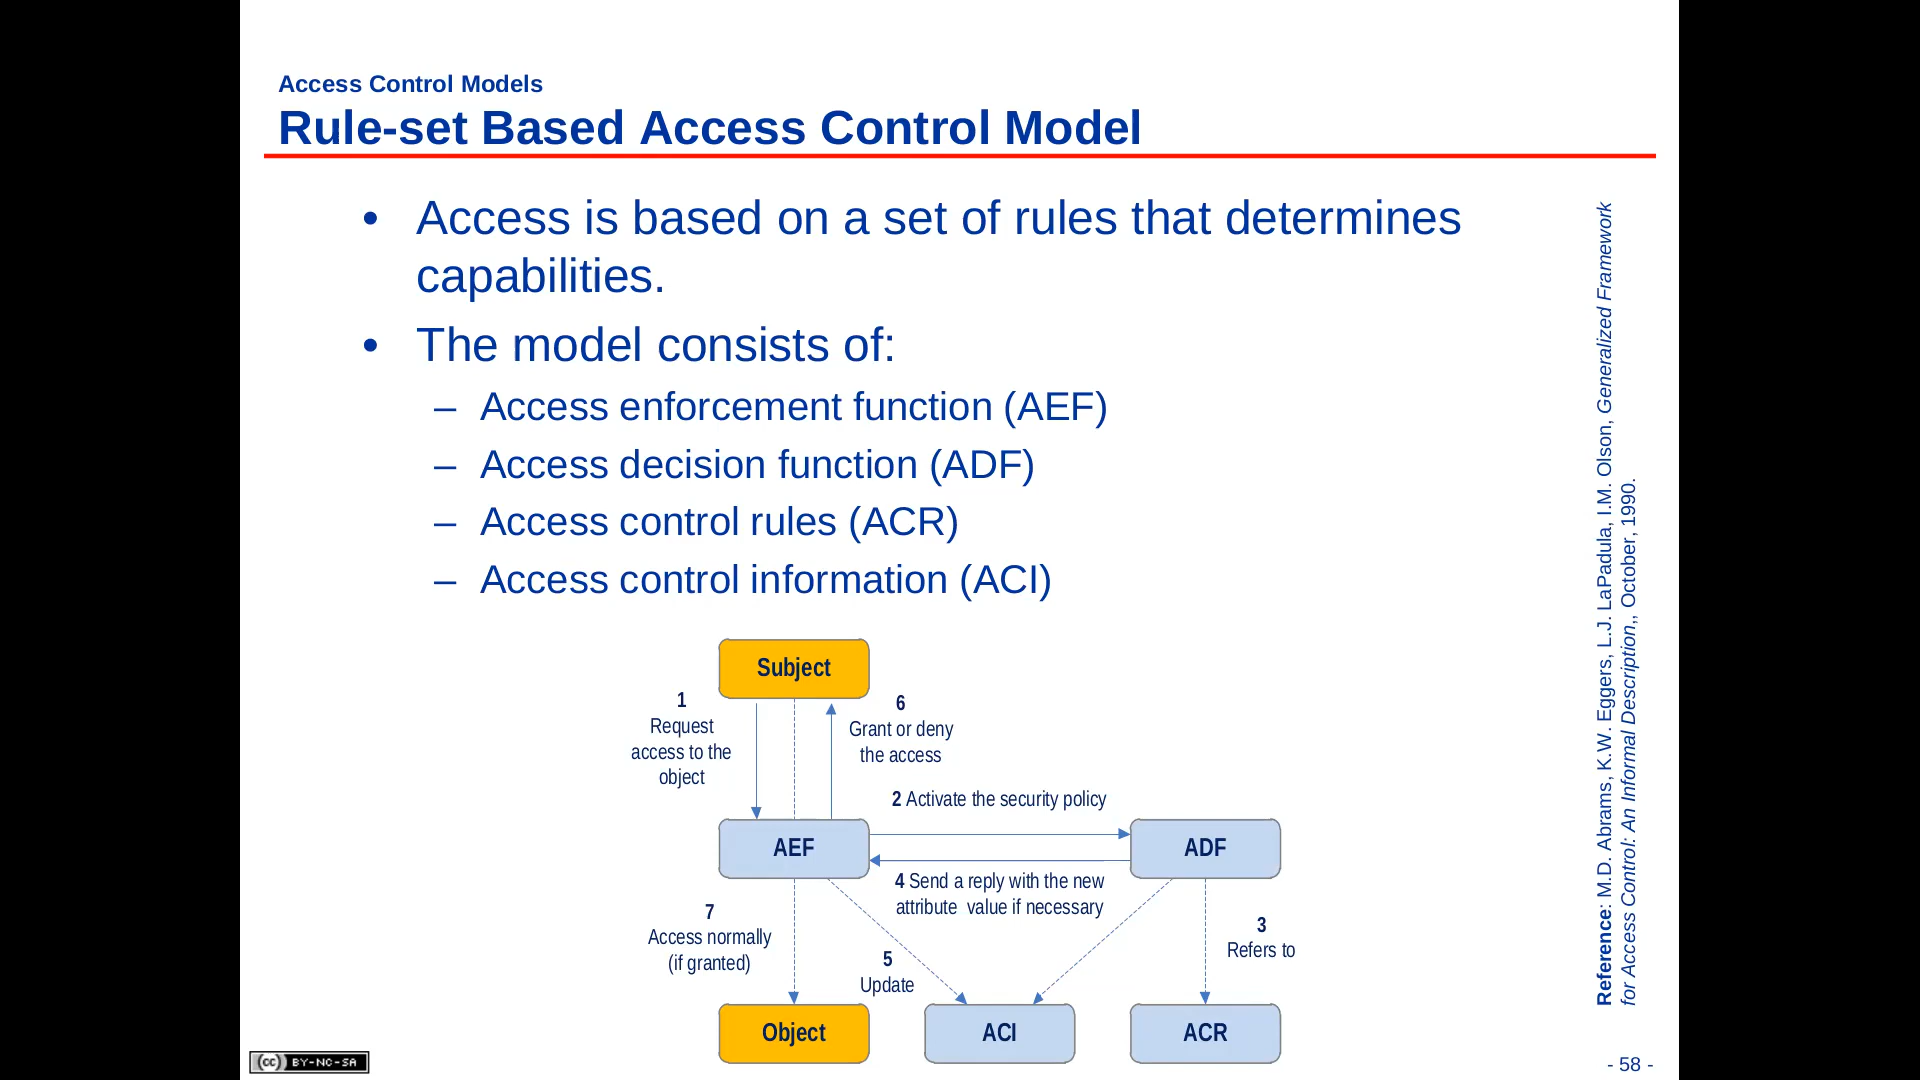 Access Control Models
Rule-set Based Access Control Model
• Access is based on a set of rules that determines
capabilities.
• The model consists of:
– Access enforcement function (AEF)
– Access decision function (ADF)
– Access control rules (ACR)
– Access control information (ACI)
Subject
1
Request
access to the
object
6
Grant or deny
the access
2 Activate the security policy
AEF
ADF
4 Send a reply with the new
attribute value if necessary
7
Access normally
(if granted)
5
Update
3
Refers to
Object
ACI
ACR
Reference: M.D. Abrams, K.W. Eggers, L.J. LaPadula, I.M. Olson, Generalized Framework
for Access Control: An Informal Description,, October, 1990.
(cc) BY-NC-SA
- 58 -